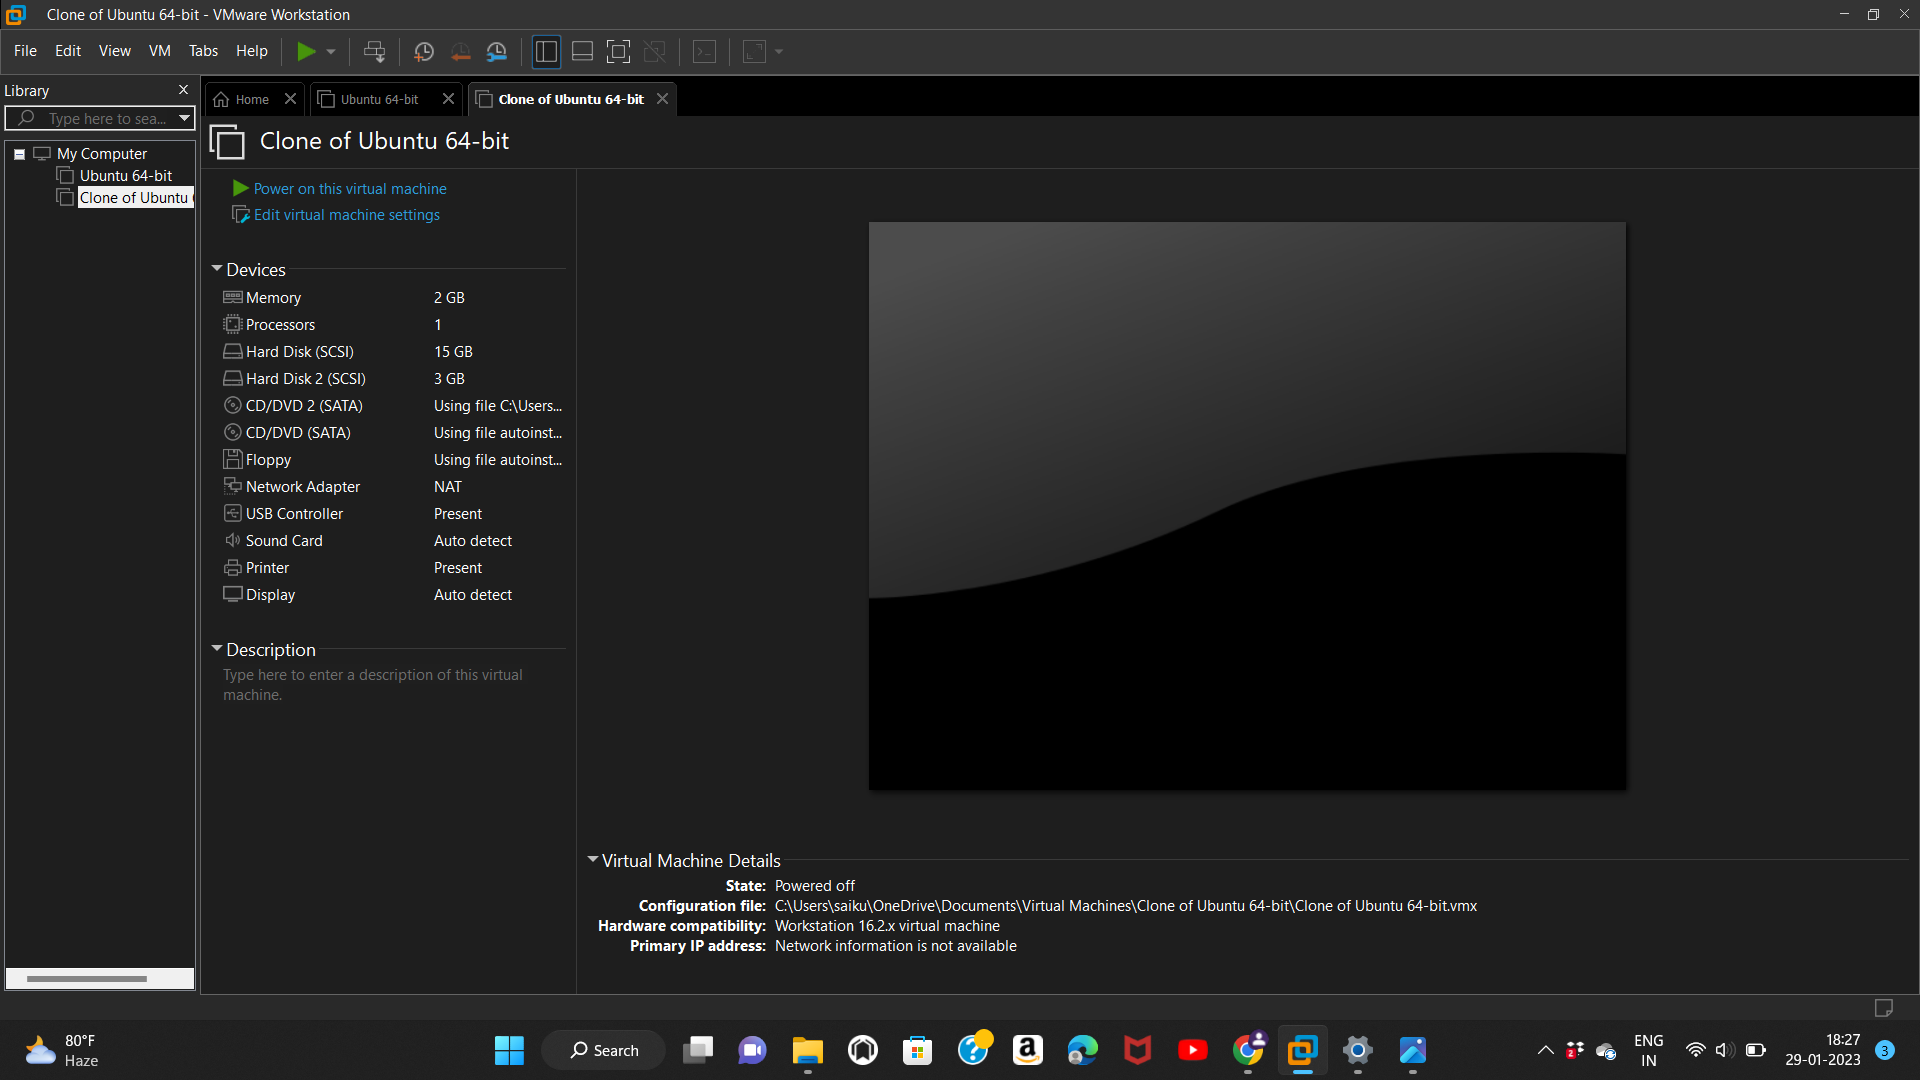 Clone of Ubuntu 64-bit - VMware Workstation
File Edit View VM Tabs Help
Library
Type here to sea...
My Computer
Ubuntu 64-bit
Clone of Ubuntu
Home
Ubuntu 64-bit
Clone of Ubuntu 64-bit
Clone of Ubuntu 64-bit
Power on this virtual machine
Edit virtual machine settings
Devices
Memory 2 GB
Processors 1
Hard Disk (SCSI) 15 GB
Hard Disk 2 (SCSI) 3 GB
CD/DVD 2 (SATA) Using file C:\Users...
CD/DVD (SATA) Using file autoinst...
Floppy Using file autoinst...
Network Adapter NAT
USB Controller Present
Sound Card Auto detect
Printer Present
Display Auto detect
Description
Type here to enter a description of this virtual
machine.
Virtual Machine Details
State: Powered off
Configuration file: C:\Users\saiku\OneDrive\Documents\Virtual Machines\Clone of Ubuntu 64-bit\Clone of Ubuntu 64-bit.vmx
Hardware compatibility: Workstation 16.2.x virtual machine
Primary IP address: Network information is not available
80°F
Haze
Search
2
ENG
IN
18:27
29-01-2023
3